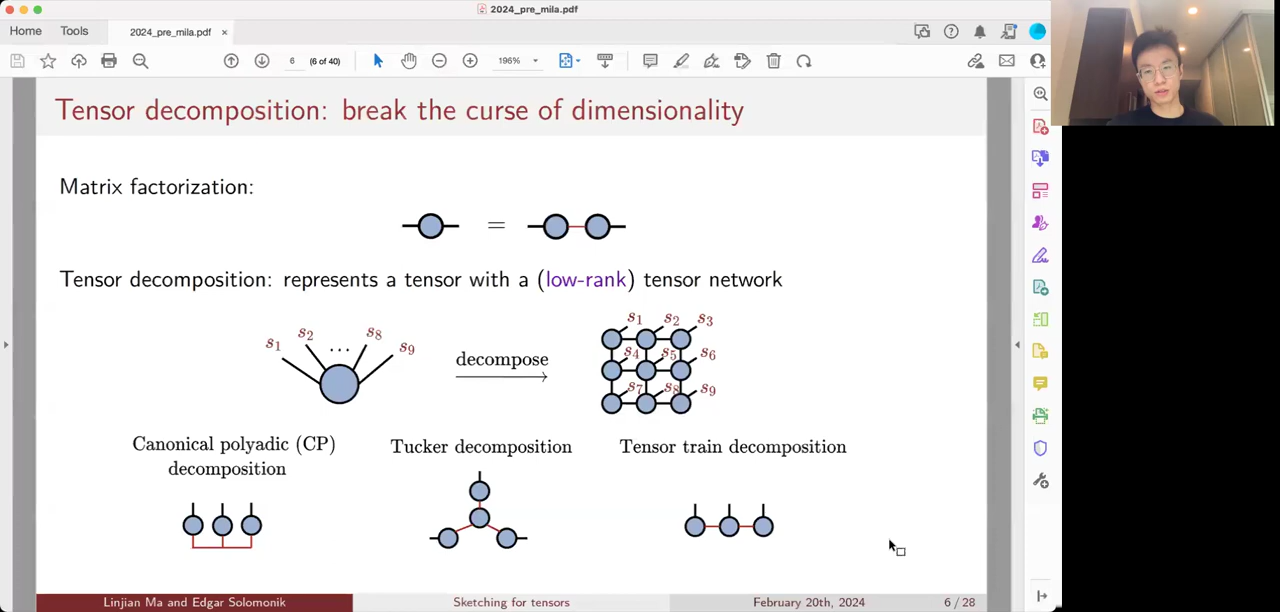 2024_pre_mila.pdf
Home
Tools
2024_pre_mila.pdf ×
6
(6 of 40)
196%
Tensor decomposition: break the curse of dimensionality
Matrix factorization:
=
Tensor decomposition: represents a tensor with a (low-rank) tensor network
s1 s2 ... s8 s9
decompose
s1 s2 s3
s4 s5 s6
s7 s8 s9
Canonical polyadic (CP)
decomposition
Tucker decomposition
Tensor train decomposition
Linjian Ma and Edgar Solomonik
Sketching for tensors
February 20th, 2024
6 / 28